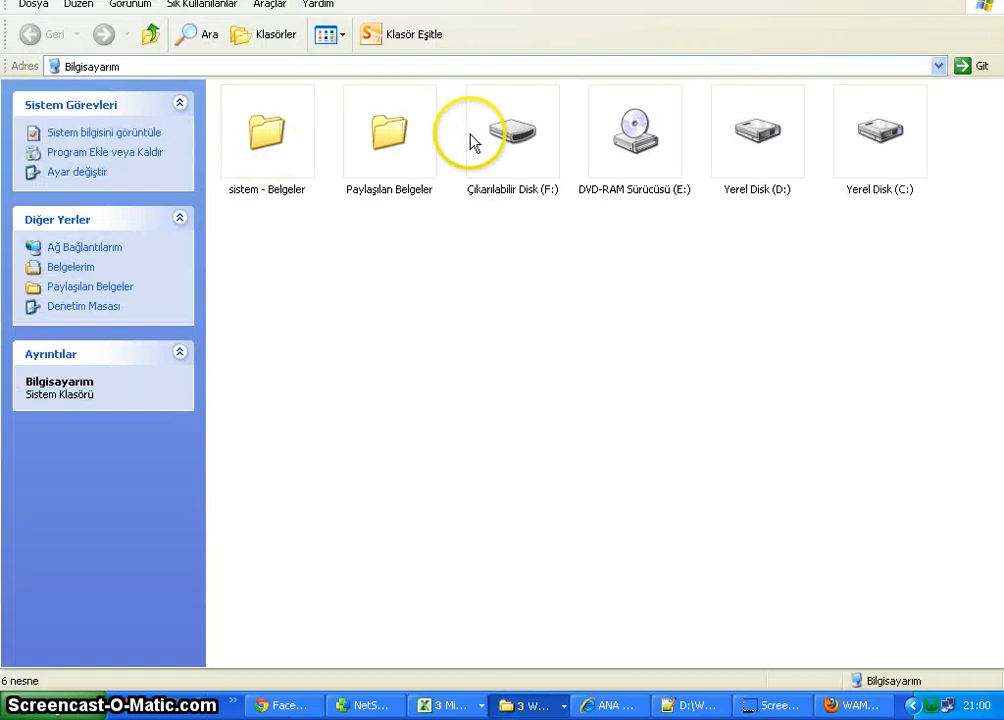 Dosya Düzen Görünüm Sık Kullanılanlar Araçlar Yardım
Geri Ara Klasörler Klasör Eşitle
Adres Bilgisayarım Git
Sistem Görevleri
Sistem bilgisini görüntüle
Program Ekle veya Kaldır
Ayar değiştir
Diğer Yerler
Ağ Bağlantılarım
Belgelerim
Paylaşılan Belgeler
Denetim Masası
Ayrıntılar
Bilgisayarım
Sistem Klasörü
sistem - Belgeler Paylaşılan Belgeler Çıkarılabilir Disk (F:) DVD-RAM Sürücüsü (E:) Yerel Disk (D:) Yerel Disk (C:)
6 nesne Bilgisayarım
Screencast-O-Matic.com Face... NetS... 3 Mi... 3 W... ANA ... D:\W... Scree... WAM... 21:00